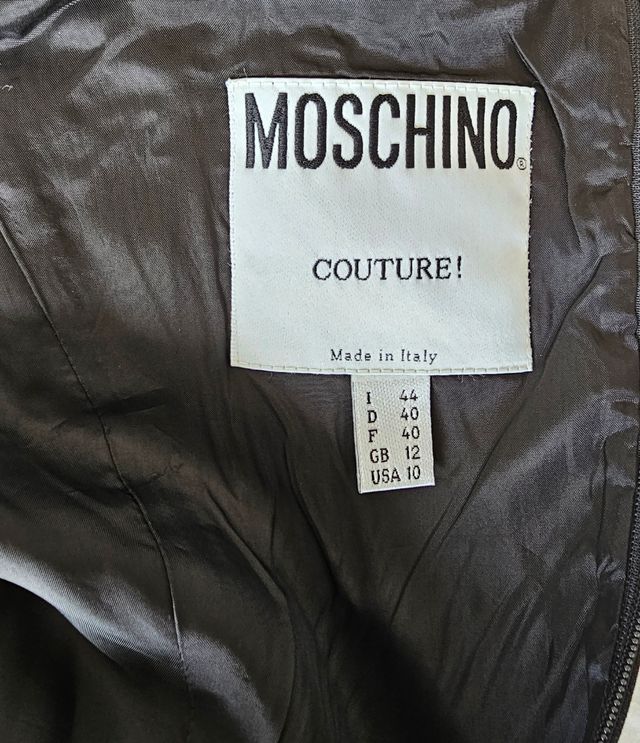 MOSCHINO®
COUTURE!
Made in Italy
I 44
D 40
F 40
GB 12
USA 10